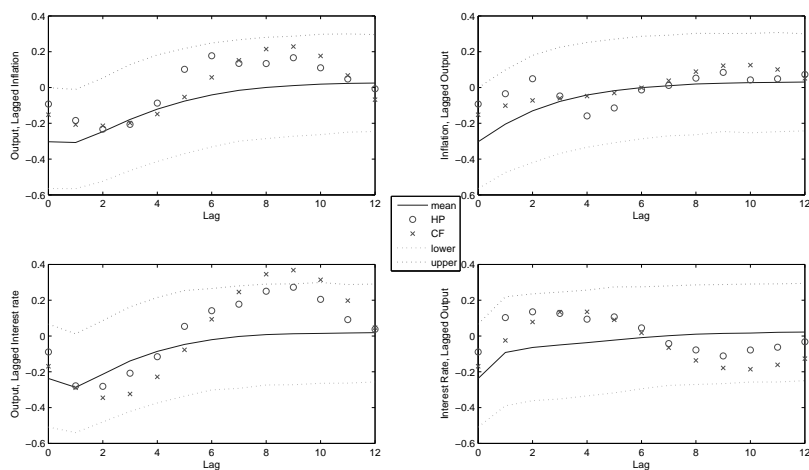 0.4
0.2
0
−0.2
−0.4
−0.6
Output, Lagged Inflation
0 2 4 6 8 10 12
Lag
0.4
0.2
0
−0.2
−0.4
−0.6
Inflation, Lagged Output
0 2 4 6 8 10 12
Lag
mean
HP
CF
lower
upper
0.4
0.2
0
−0.2
−0.4
−0.6
Output, Lagged Interest rate
0 2 4 6 8 10 12
Lag
0.4
0.2
0
−0.2
−0.4
−0.6
Interest Rate, Lagged Output
0 2 4 6 8 10 12
Lag